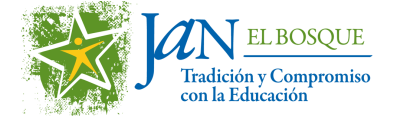 JaN EL BOSQUE
Tradición y Compromiso
con la Educación